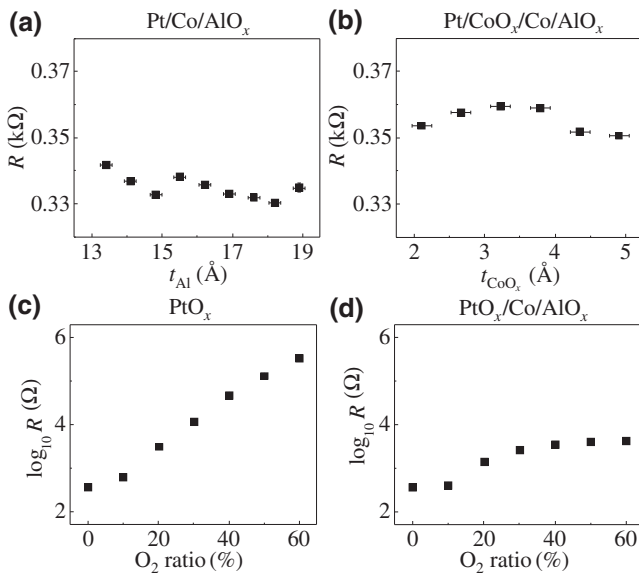 (a) Pt/Co/AlOₓ
0.37
0.35
0.33
R (kΩ)
13 15 17 19
t_Al (Å)
(b) Pt/CoOₓ/Co/AlOₓ
0.37
0.35
0.33
R (kΩ)
2 3 4 5
t_CoOₓ (Å)
(c) PtOₓ
6
4
2
log₁₀ R (Ω)
0 20 40 60
O₂ ratio (%)
(d) PtOₓ/Co/AlOₓ
6
4
2
log₁₀ R (Ω)
0 20 40 60
O₂ ratio (%)